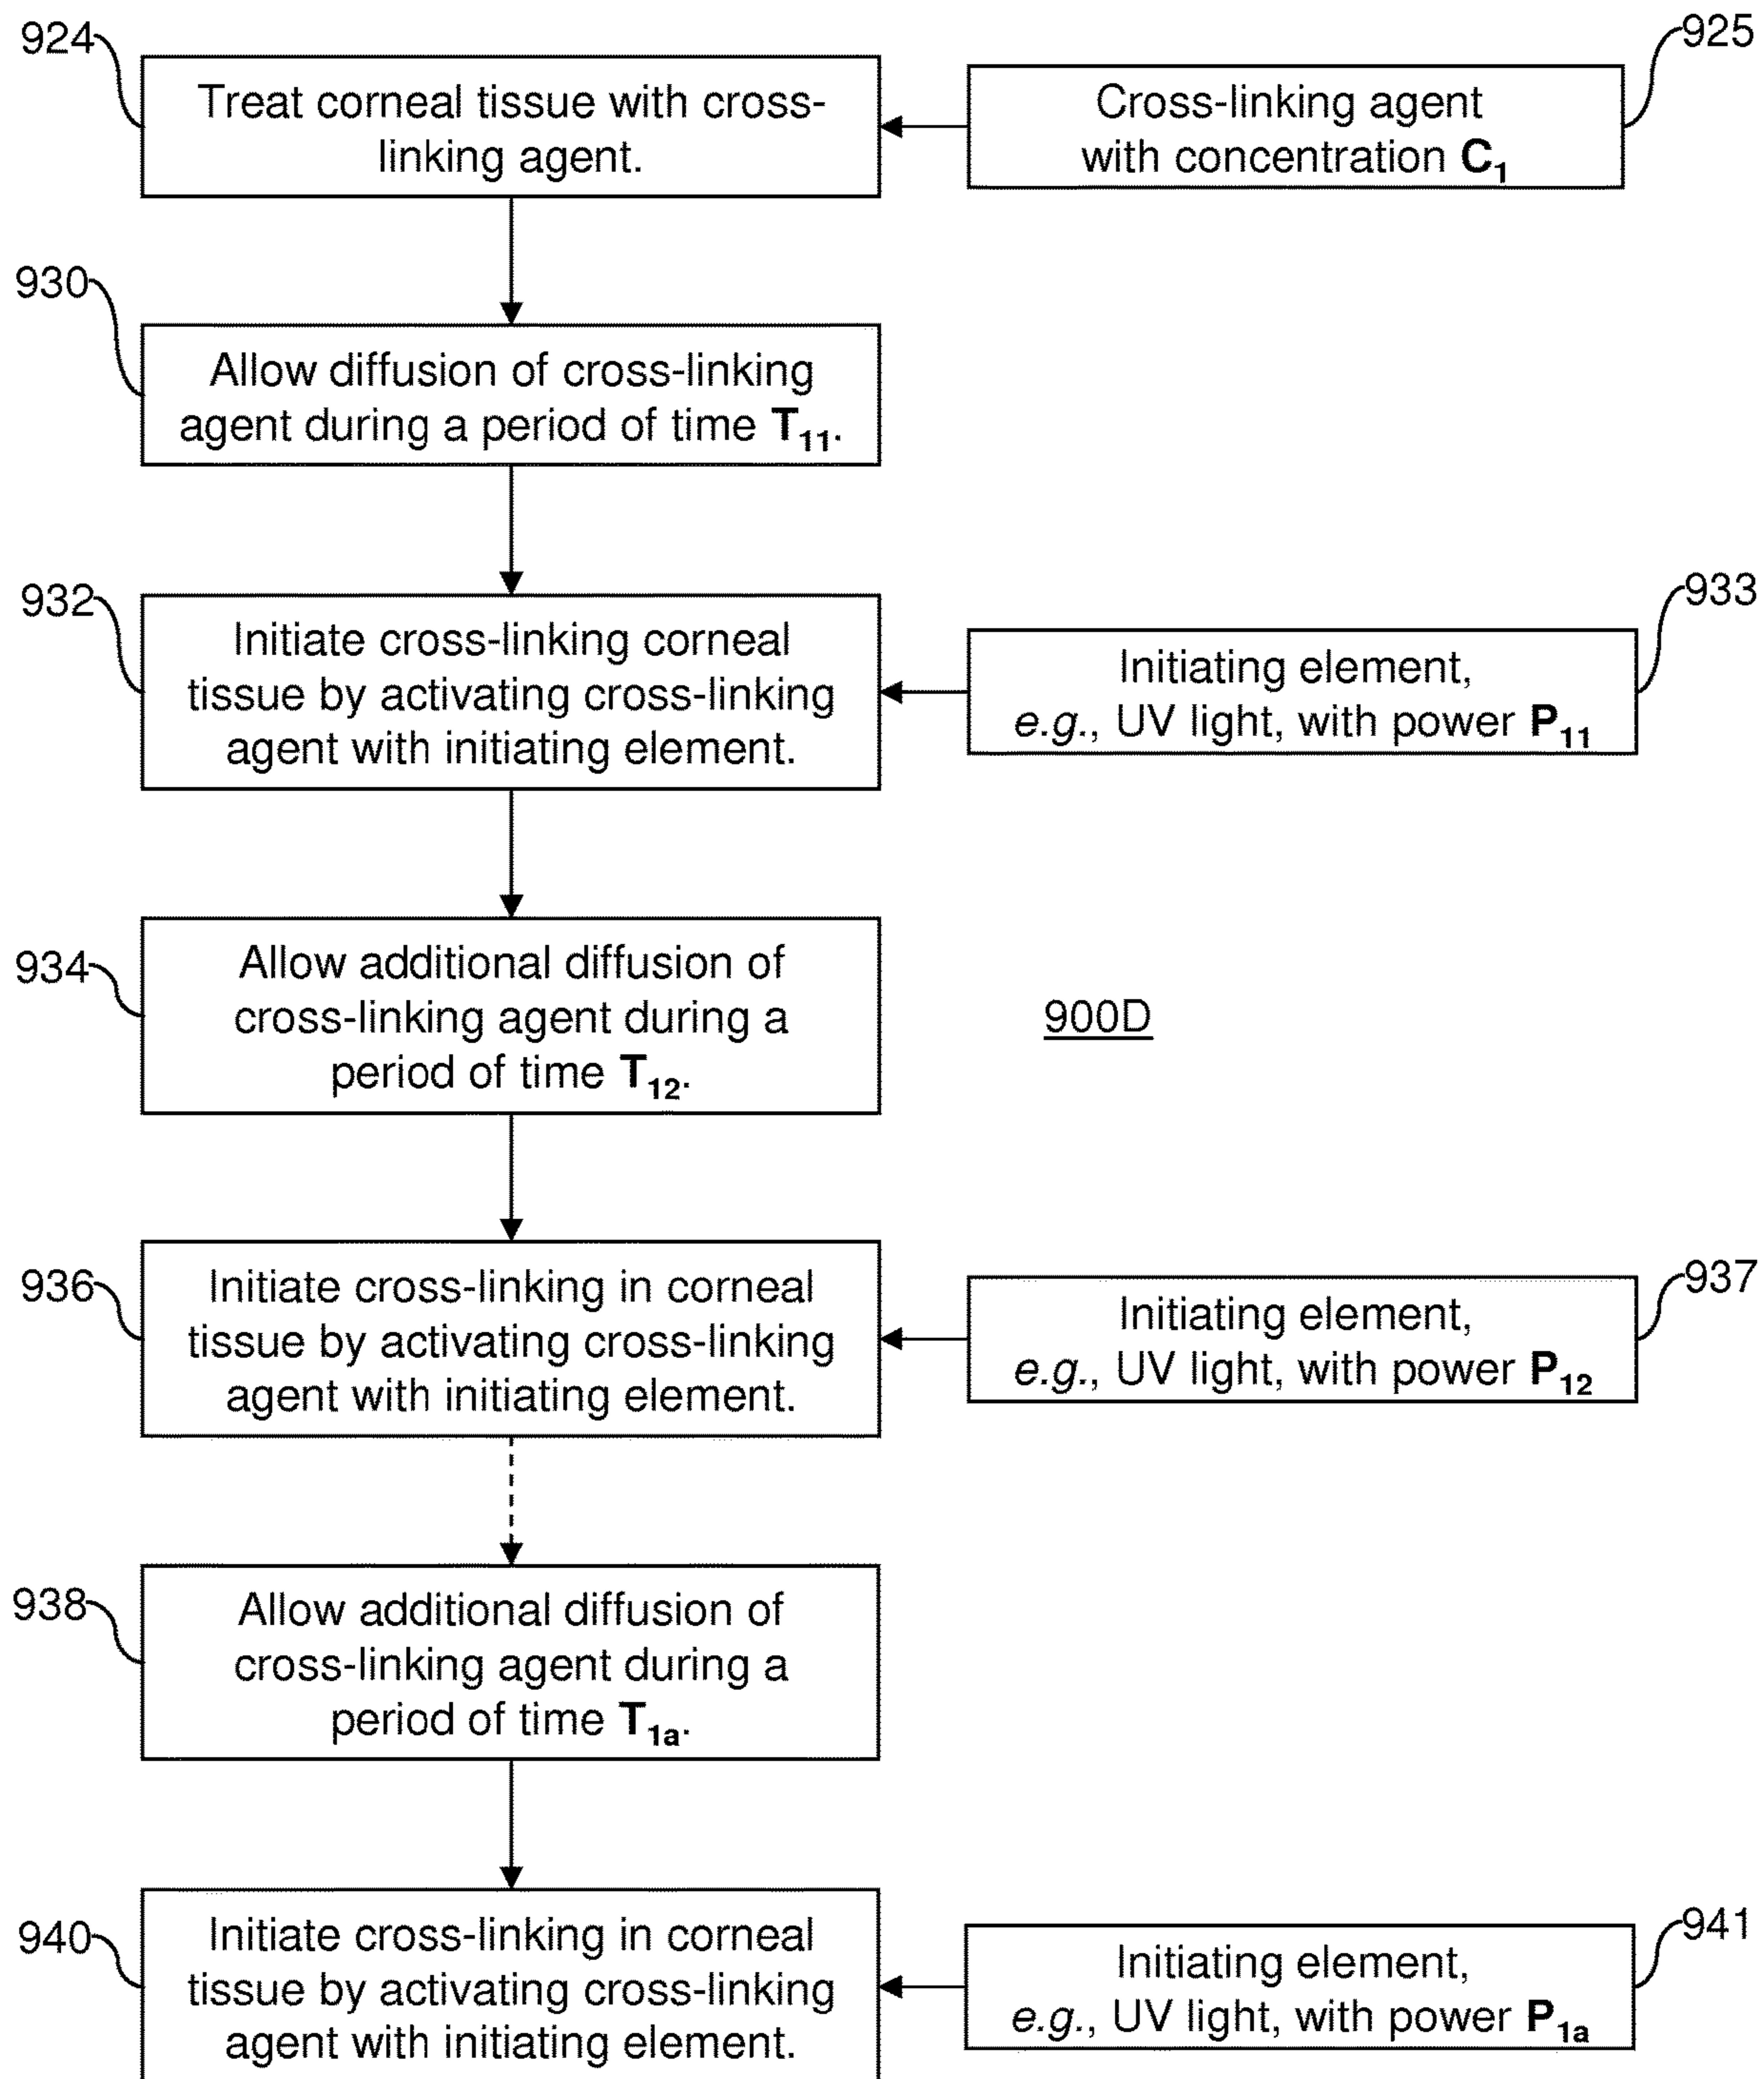 924
Treat corneal tissue with cross-
linking agent.
925
Cross-linking agent
with concentration C₁
930
Allow diffusion of cross-linking
agent during a period of time T₁₁.
932
Initiate cross-linking corneal
tissue by activating cross-linking
agent with initiating element.
933
Initiating element,
e.g., UV light, with power P₁₁
934
Allow additional diffusion of
cross-linking agent during a
period of time T₁₂.
900D
936
Initiate cross-linking in corneal
tissue by activating cross-linking
agent with initiating element.
937
Initiating element,
e.g., UV light, with power P₁₂
938
Allow additional diffusion of
cross-linking agent during a
period of time T₁ₐ.
940
Initiate cross-linking in corneal
tissue by activating cross-linking
agent with initiating element.
941
Initiating element,
e.g., UV light, with power P₁ₐ